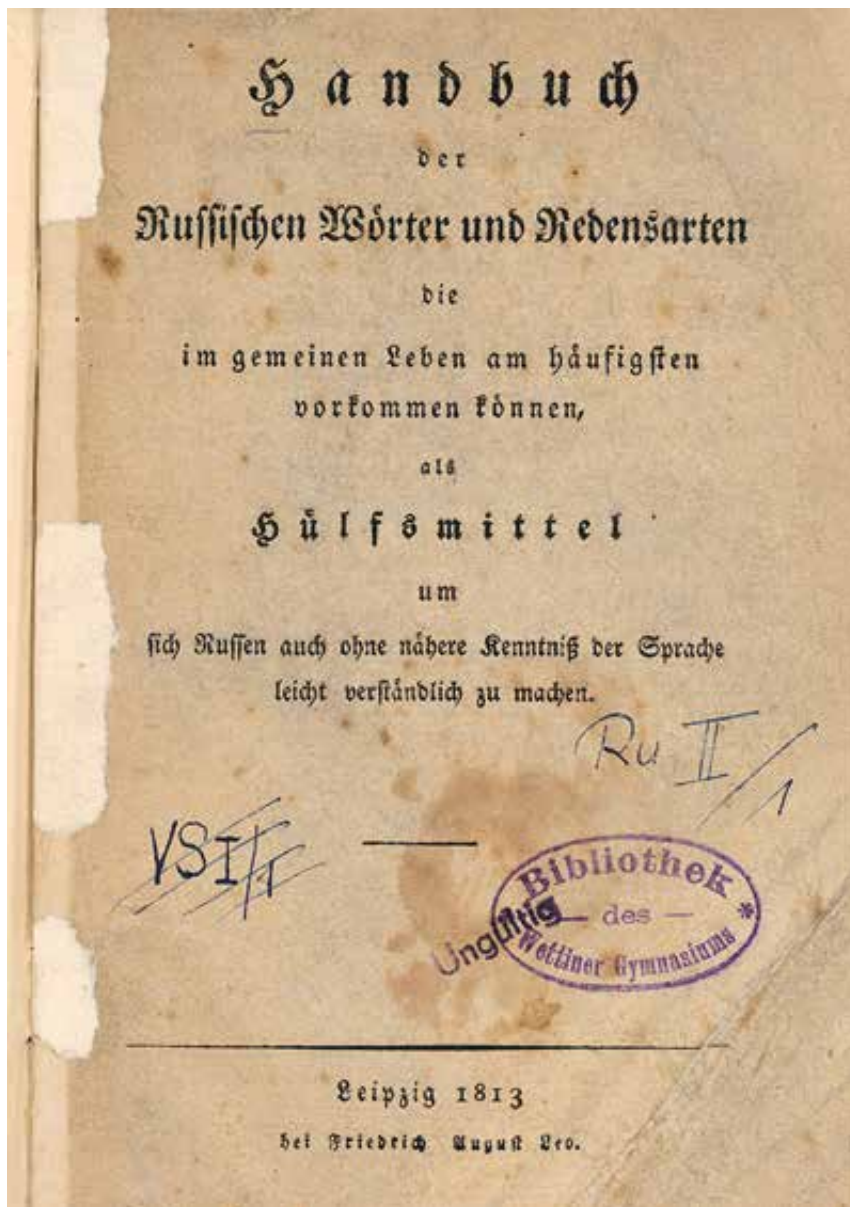 Handbuch
der
Russischen Wörter und Redensarten
die
im gemeinen Leben am häufigsten
vorkommen können,
als
Hülfsmittel
um
sich Russen auch ohne nähere Kenntniß der Sprache
leicht verständlich zu machen.
Ru II/1
VSI/1
Bibliothek
— des —
Wettiner Gymnasiums *
Ungültig
Leipzig 1813
bei Friedrich August Leo.